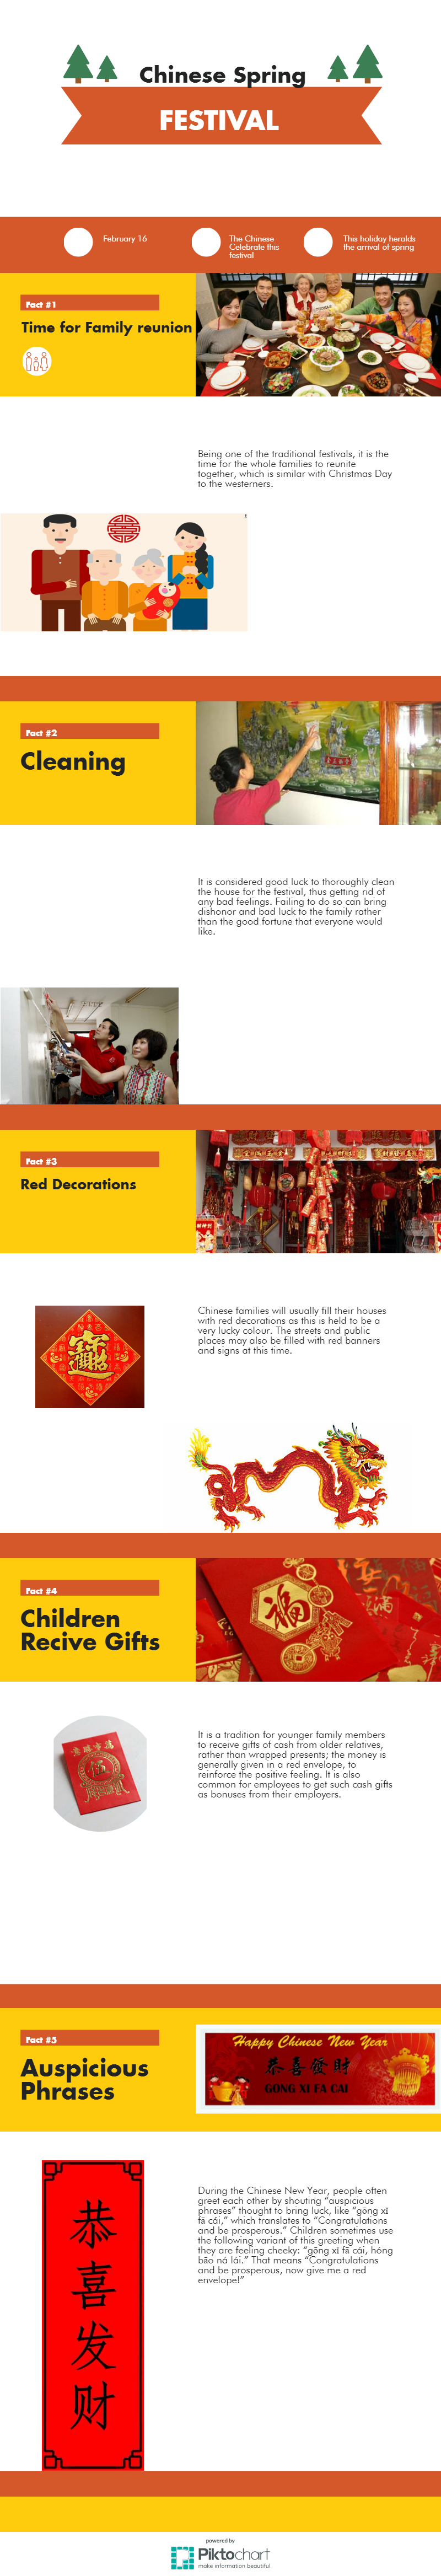 Chinese Spring
FESTIVAL
February 16
The Chinese
Celebrate this
festival
This holiday heralds
the arrival of spring
Fact #1
Time for Family reunion
Being one of the traditional festivals, it is the
time for the whole families to reunite
together, which is similar with Christmas Day
to the westerners.
Fact #2
Cleaning
It is considered good luck to thoroughly clean
the house for the festival, thus getting rid of
any bad feelings. Failing to do so can bring
dishonor and bad luck to the family rather
than the good fortune that everyone would
like.
Fact #3
Red Decorations
Chinese families will usually fill their houses
with red decorations as this is held to be a
very lucky colour. The streets and public
places may also be filled with red banners
and signs at this time.
Fact #4
Children
Recive Gifts
福
It is a tradition for younger family members
to receive gifts of cash from older relatives,
rather than wrapped presents; the money is
generally given in a red envelope, to
reinforce the positive feeling. It is also
common for employees to get such cash gifts
as bonuses from their employers.
Fact #5
Auspicious
Phrases
Happy Chinese New Year
恭喜發財
GONG XI FA CAI
恭
喜
发
财
During the Chinese New Year, people often
greet each other by shouting “auspicious
phrases” thought to bring luck, like “gōng xǐ
fā cái,” which translates to “Congratulations
and be prosperous.” Children sometimes use
the following variant of this greeting when
they are feeling cheeky: “gōng xǐ fā cái, hóng
bāo ná lái.” That means “Congratulations
and be prosperous, now give me a red
envelope!”
powered by
Piktochart
make information beautiful